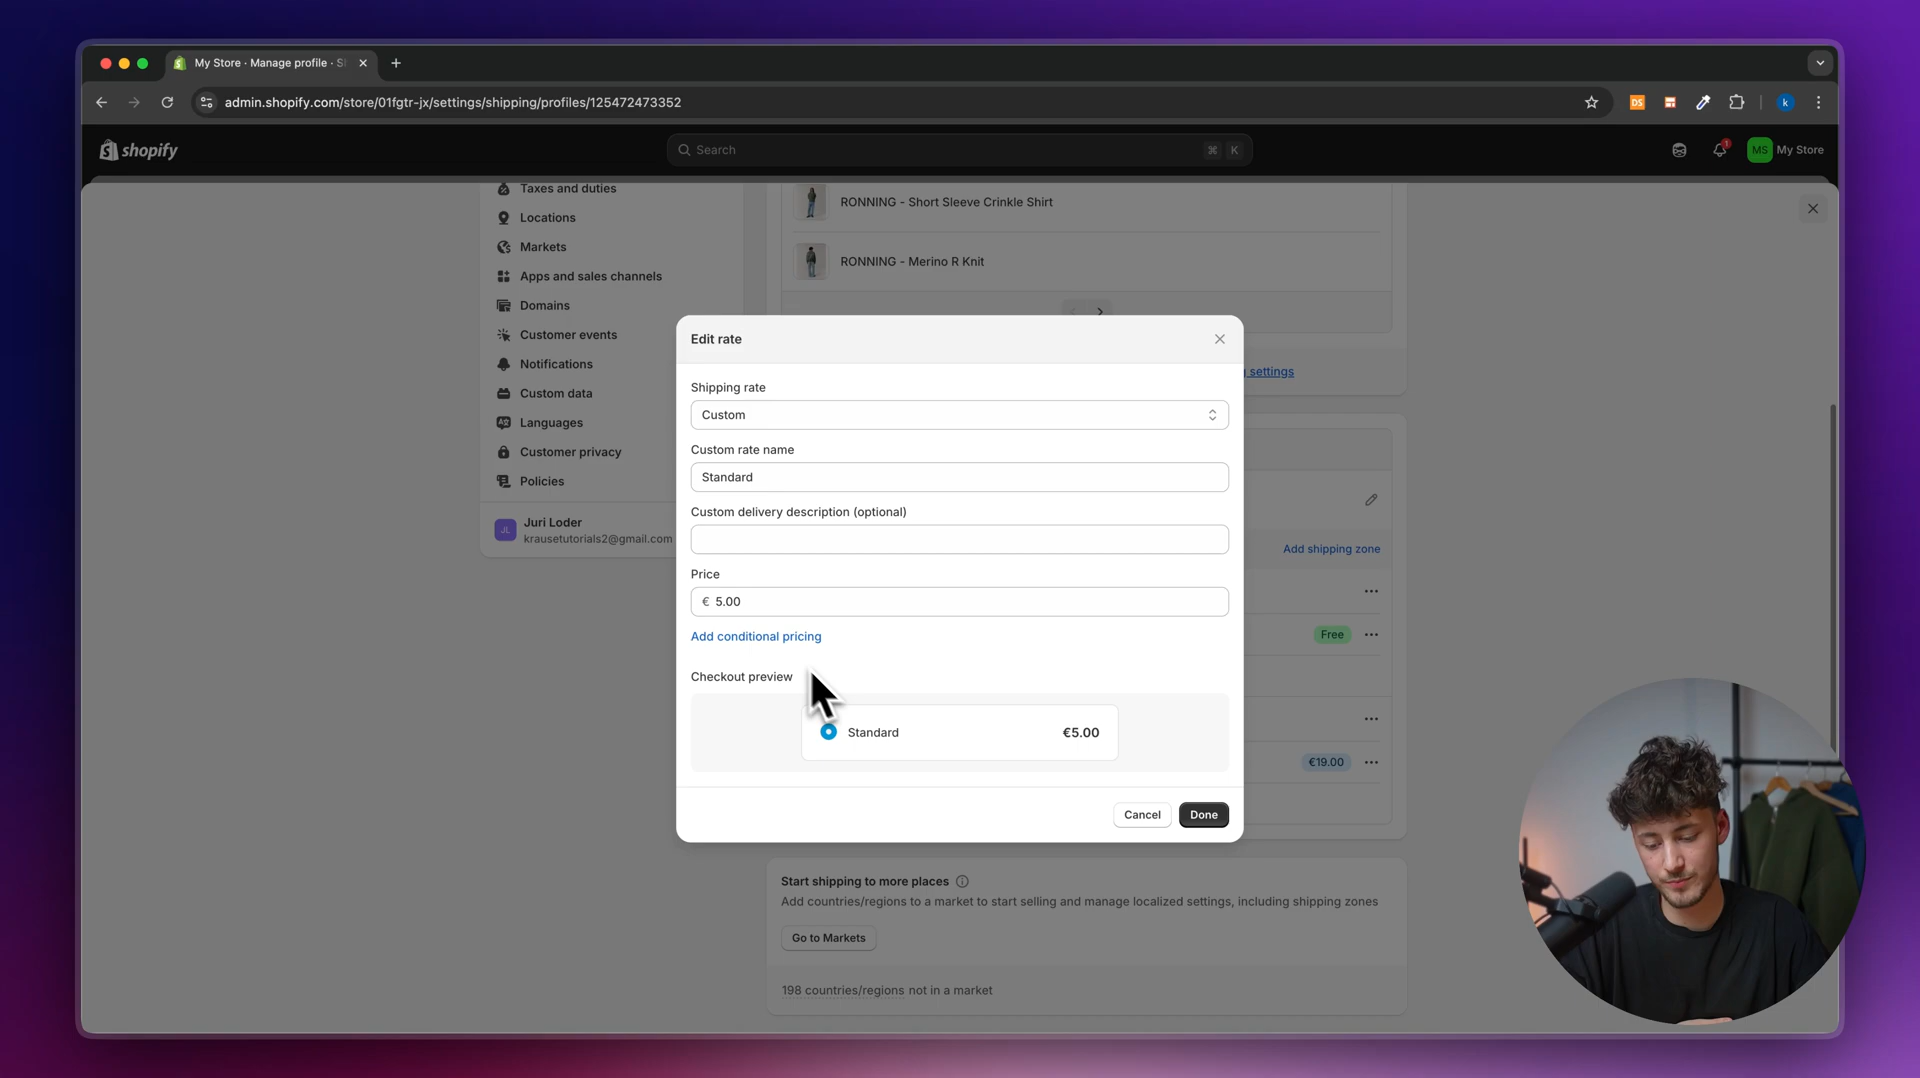 My Store · Manage profile · S
admin.shopify.com/store/01fgtr-jx/settings/shipping/profiles/125472473352
DS
k
shopify
Search
⌘ K
1
MS My Store
Taxes and duties
Locations
Markets
Apps and sales channels
Domains
Customer events
Notifications
Custom data
Languages
Customer privacy
Policies
JL
Juri Loder
krausetutorials2@gmail.com
RONNING - Short Sleeve Crinkle Shirt
RONNING - Merino R Knit
settings
Add shipping zone
Free
€19.00
Edit rate
Shipping rate
Custom
Custom rate name
Standard
Custom delivery description (optional)
Price
€ 5.00
Add conditional pricing
Checkout preview
Standard €5.00
Cancel Done
Start shipping to more places
Add countries/regions to a market to start selling and manage localized settings, including shipping zones
Go to Markets
198 countries/regions not in a market